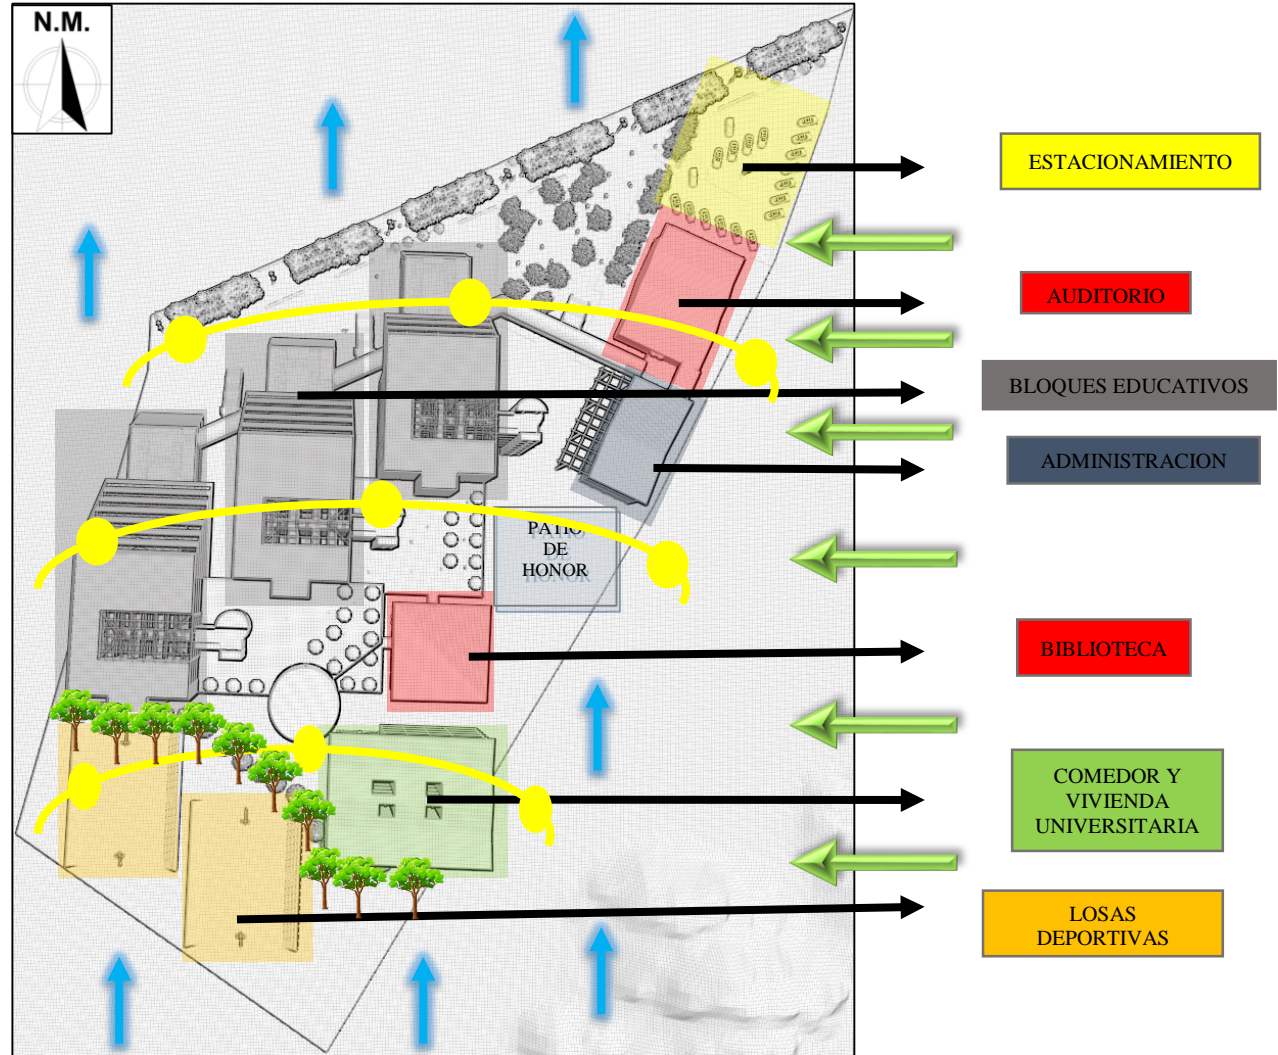 N.M.
ESTACIONAMIENTO
AUDITORIO
BLOQUES EDUCATIVOS
ADMINISTRACION
PATIO
DE
HONOR
BIBLIOTECA
COMEDOR Y
VIVIENDA
UNIVERSITARIA
LOSAS
DEPORTIVAS